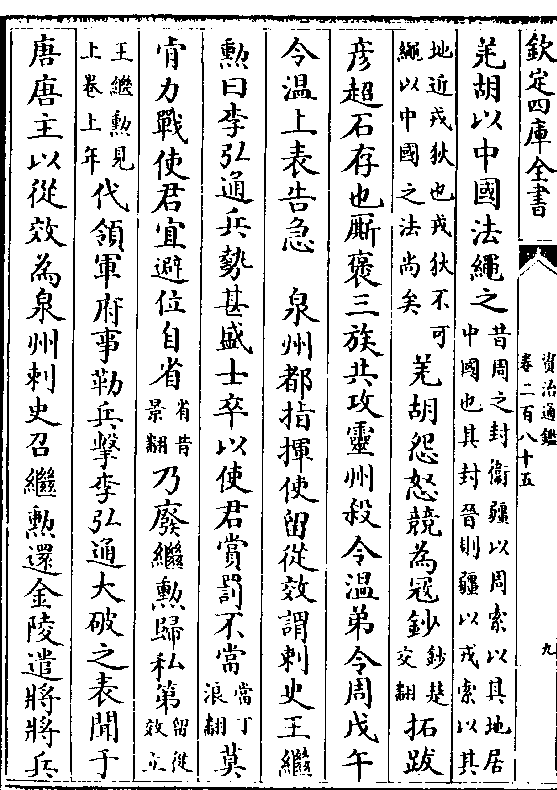 欽定四庫全書
資治通鑑
卷二百八十五
九
羌胡以中國法繩之昔周之封衛疆以周索以其地居中國也其封晉則疆以戎索以其
地近戎狄也戎狄不可繩以中國之法尚矣羌胡怨怒競為冦鈔鈔楚交翻拓跋
彦超石存也厮褒三族共攻靈州殺令温弟令周戊午
令温上表告急　泉州都指揮使留從效謂刺史王繼
勲曰李弘通兵勢甚盛士卒以使君賞罰不當當丁浪翻莫
肯力戰使君宜避位自省省昔景翻乃廢繼勲歸私第留從效立
王繼勲見上卷上年代領軍府事勒兵擊李弘通大破之表聞于
唐唐主以從效為泉州刺史召繼勲還金陵遣將將兵